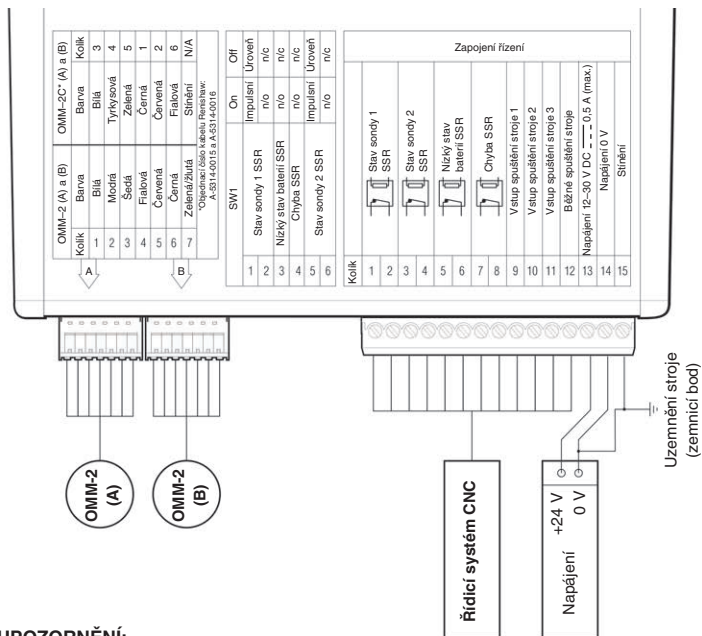 OMM–2 (A) a (B) OMM–2C* (A) a (B)
Kolík Barva Barva Kolík
1 Bílá Bílá 3
2 Modrá Tyrkysová 4
3 Šedá Zelená 5
4 Fialová Černá 1
5 Červená Červená 2
6 Černá Fialová 6
7 Zelená/žlutá Stínění N/A
*Objednací číslo kabelu Renishaw:
A-5314-0015 a A-5314-0016
A
B
SW1 On Off
1 Stav sondy 1 SSR Impulsní Úroveň
2 n/o n/c
3 Nízký stav baterií SSR n/o n/c
4 Chyba SSR n/o n/c
5 Stav sondy 2 SSR Impulsní Úroveň
6 n/o n/c
Kolík Zapojení řízení
1 Stav sondy 1
2 SSR
3 Stav sondy 2
4 SSR
5 Nízký stav
6 baterií SSR
7 Chyba SSR
8
9 Vstup spuštění stroje 1
10 Vstup spuštění stroje 2
11 Vstup spuštění stroje 3
12 Běžné spuštění stroje
13 Napájení 12–30 V DC 0,5 A (max.)
14 Napájení 0 V
15 Stínění
OMM-2
(A)
OMM-2
(B)
Řídicí systém CNC
Napájení
+24 V
0 V
Uzemnění stroje
(zemnicí bod)
UPOZORNĚNÍ: